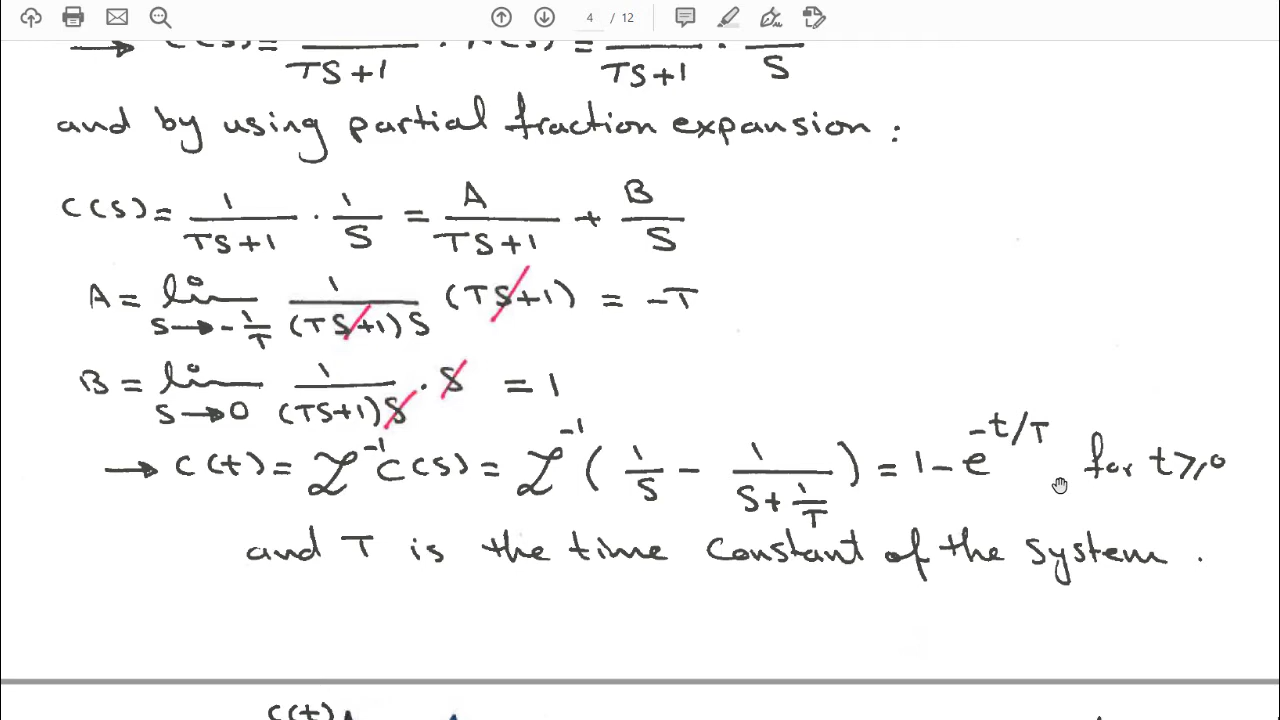 4 / 12
→ C(S) = ‾/TS+1 · R(S) = ‾/TS+1 · ‾/S
and by using partial fraction expansion :
C(S) = 1/TS+1 · 1/S = A/TS+1 + B/S
A = lim S→-1/T 1/(TS+1)S (TS+1) = -T
B = lim S→0 1/(TS+1)S · S = 1
→ C(t) = ℒ⁻¹ C(S) = ℒ⁻¹ ( 1/S - 1/S+1/T ) = 1 - e^-t/T for t ≥ 0
and T is the time constant of the system .
C(t)